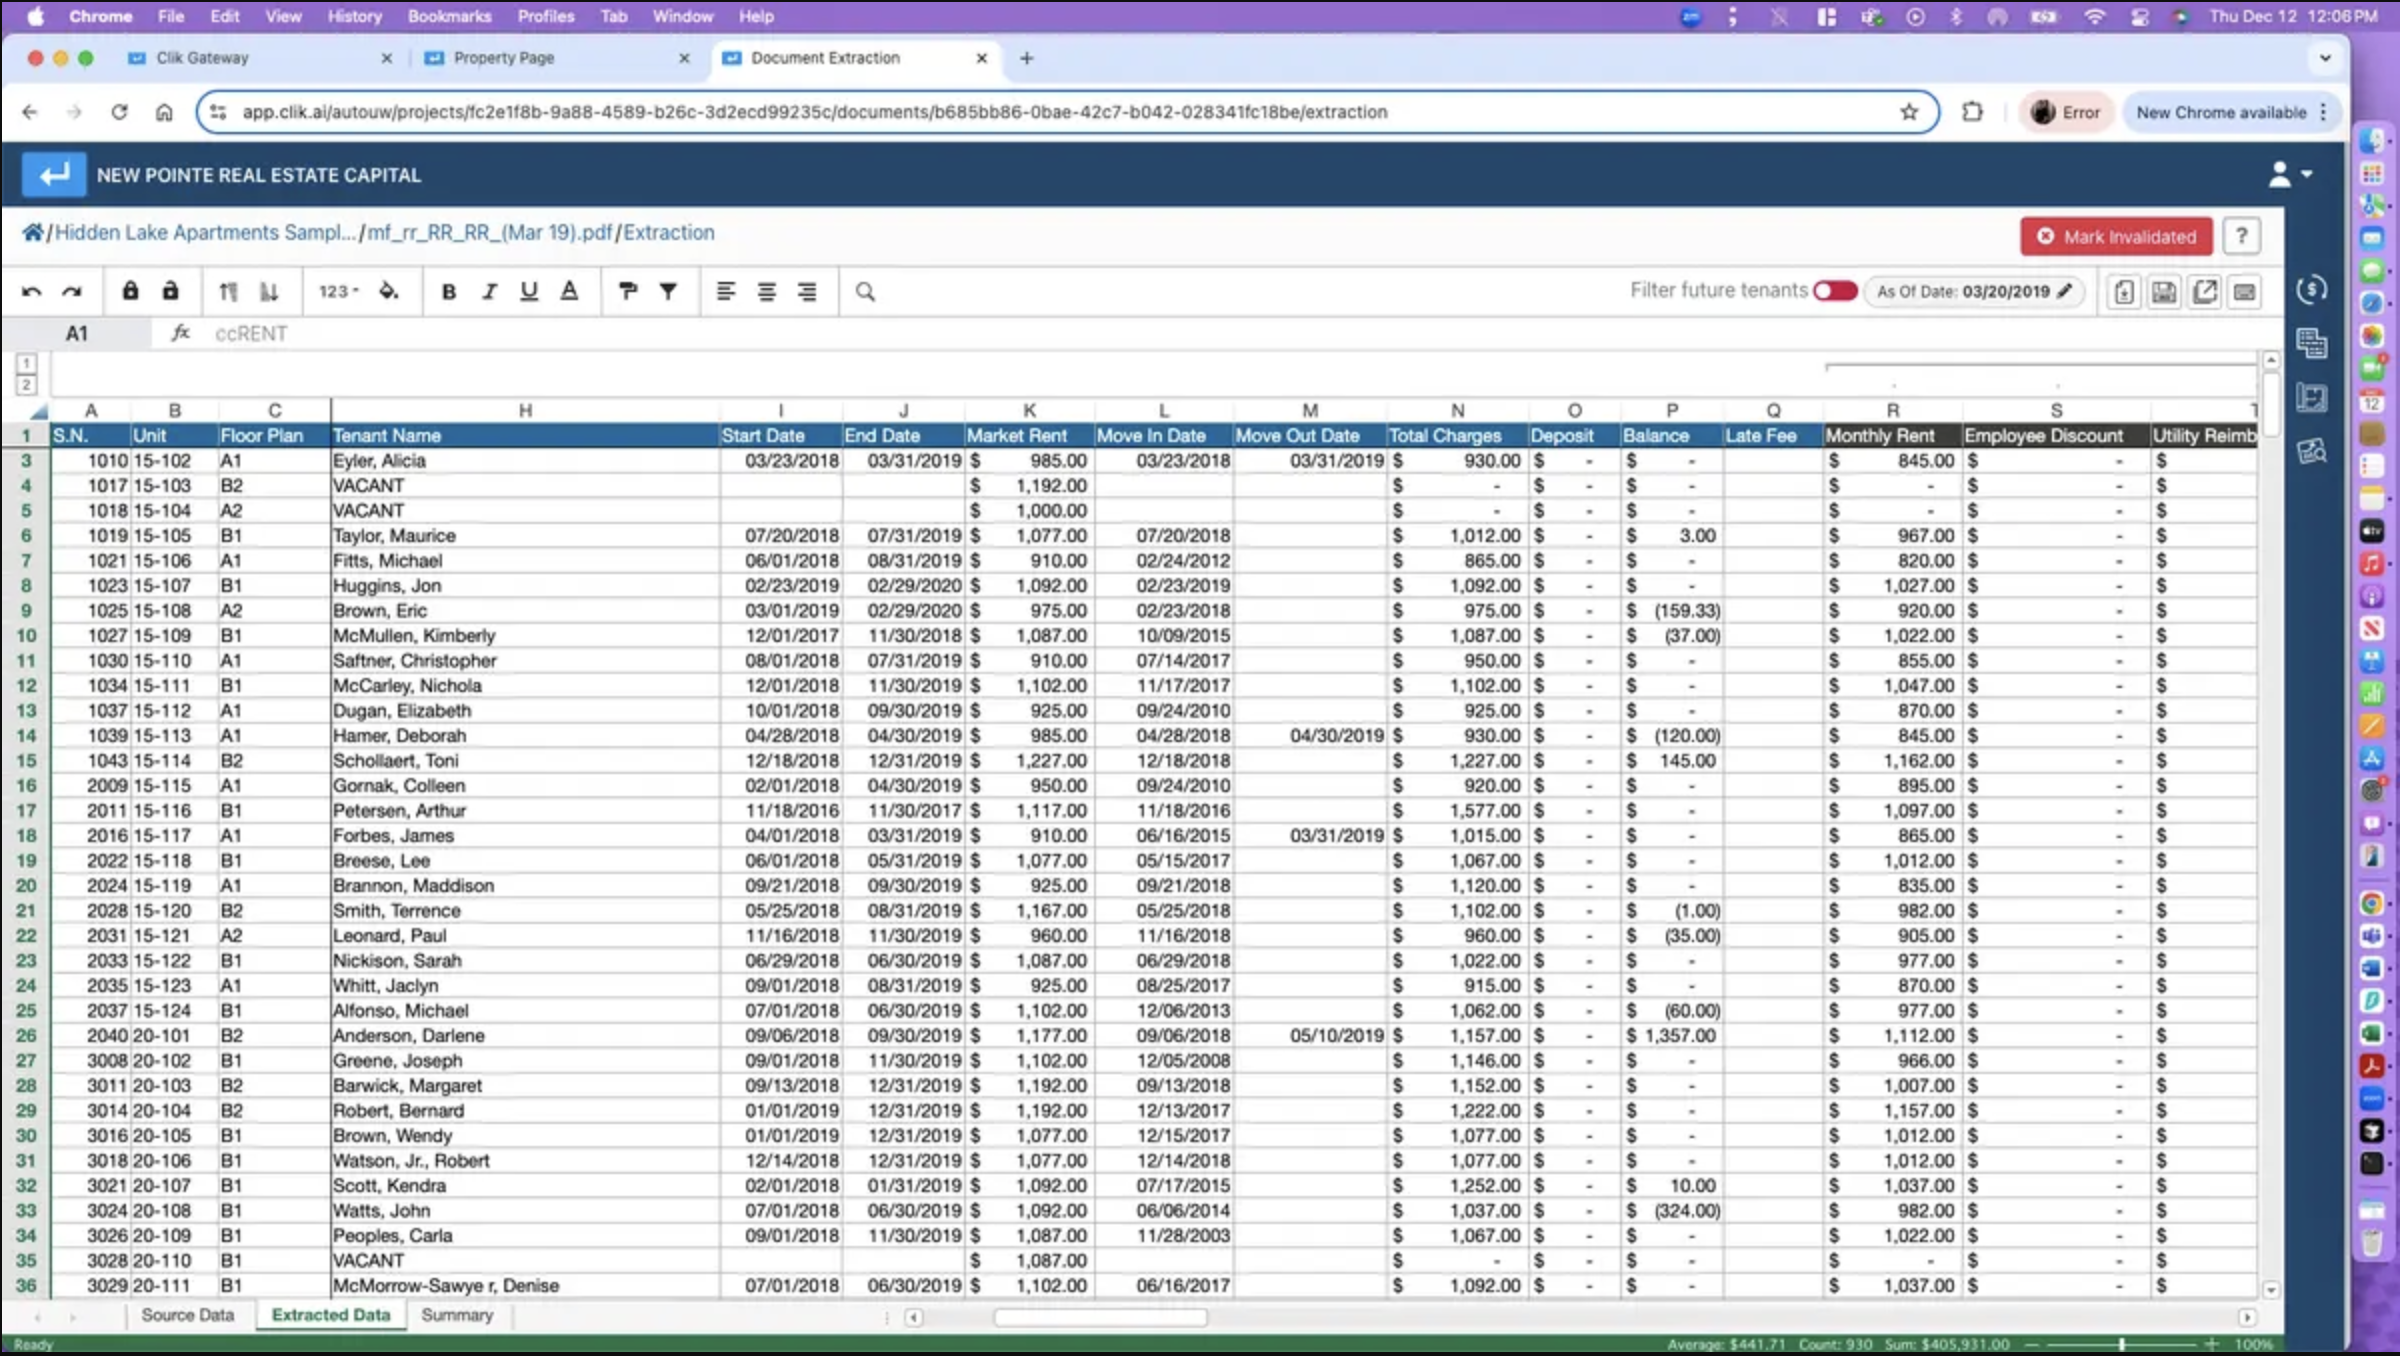 Chrome File Edit View History Bookmarks Profiles Tab Window Help Thu Dec 12 12:06 PM
Clik Gateway Property Page Document Extraction
app.clik.ai/autouw/projects/fc2e1f8b-9a88-4589-b26c-3d2ecd99235c/documents/b685bb86-0bae-42c7-b042-028341fc18be/extraction Error New Chrome available
NEW POINTE REAL ESTATE CAPITAL
/Hidden Lake Apartments Sampl.../mf_rr_RR_RR_(Mar 19).pdf/Extraction Mark Invalidated ?
123 B I U A Filter future tenants As Of Date: 03/20/2019
A1 fx ccRENT
1
2
A B C H I J K L M N O P Q R S T
1 S.N. Unit Floor Plan Tenant Name Start Date End Date Market Rent Move In Date Move Out Date Total Charges Deposit Balance Late Fee Monthly Rent Employee Discount Utility Reimb
3 1010 15-102 A1 Eyler, Alicia 03/23/2018 03/31/2019 $ 985.00 03/23/2018 03/31/2019 $ 930.00 $ - $ - $ 845.00 $ - $
4 1017 15-103 B2 VACANT $ 1,192.00 $ - $ - $ - $ - $ - $
5 1018 15-104 A2 VACANT $ 1,000.00 $ - $ - $ - $ - $ - $
6 1019 15-105 B1 Taylor, Maurice 07/20/2018 07/31/2019 $ 1,077.00 07/20/2018 $ 1,012.00 $ - $ 3.00 $ 967.00 $ - $
7 1021 15-106 A1 Fitts, Michael 06/01/2018 08/31/2019 $ 910.00 02/24/2012 $ 865.00 $ - $ - $ 820.00 $ - $
8 1023 15-107 B1 Huggins, Jon 02/23/2019 02/29/2020 $ 1,092.00 02/23/2019 $ 1,092.00 $ - $ - $ 1,027.00 $ - $
9 1025 15-108 A2 Brown, Eric 03/01/2019 02/29/2020 $ 975.00 02/23/2018 $ 975.00 $ - $ (159.33) $ 920.00 $ - $
10 1027 15-109 B1 McMullen, Kimberly 12/01/2017 11/30/2018 $ 1,087.00 10/09/2015 $ 1,087.00 $ - $ (37.00) $ 1,022.00 $ - $
11 1030 15-110 A1 Saftner, Christopher 08/01/2018 07/31/2019 $ 910.00 07/14/2017 $ 950.00 $ - $ - $ 855.00 $ - $
12 1034 15-111 B1 McCarley, Nichola 12/01/2018 11/30/2019 $ 1,102.00 11/17/2017 $ 1,102.00 $ - $ - $ 1,047.00 $ - $
13 1037 15-112 A1 Dugan, Elizabeth 10/01/2018 09/30/2019 $ 925.00 09/24/2010 $ 925.00 $ - $ - $ 870.00 $ - $
14 1039 15-113 A1 Hamer, Deborah 04/28/2018 04/30/2019 $ 985.00 04/28/2018 04/30/2019 $ 930.00 $ - $ (120.00) $ 845.00 $ - $
15 1043 15-114 B2 Schollaert, Toni 12/18/2018 12/31/2019 $ 1,227.00 12/18/2018 $ 1,227.00 $ - $ 145.00 $ 1,162.00 $ - $
16 2009 15-115 A1 Gornak, Colleen 02/01/2018 04/30/2019 $ 950.00 09/24/2010 $ 920.00 $ - $ - $ 895.00 $ - $
17 2011 15-116 B1 Petersen, Arthur 11/18/2016 11/30/2017 $ 1,117.00 11/18/2016 $ 1,577.00 $ - $ - $ 1,097.00 $ - $
18 2016 15-117 A1 Forbes, James 04/01/2018 03/31/2019 $ 910.00 06/16/2015 03/31/2019 $ 1,015.00 $ - $ - $ 865.00 $ - $
19 2022 15-118 B1 Breese, Lee 06/01/2018 05/31/2019 $ 1,077.00 05/15/2017 $ 1,067.00 $ - $ - $ 1,012.00 $ - $
20 2024 15-119 A1 Brannon, Maddison 09/21/2018 09/30/2019 $ 925.00 09/21/2018 $ 1,120.00 $ - $ - $ 835.00 $ - $
21 2028 15-120 B2 Smith, Terrence 05/25/2018 08/31/2019 $ 1,167.00 05/25/2018 $ 1,102.00 $ - $ (1.00) $ 982.00 $ - $
22 2031 15-121 A2 Leonard, Paul 11/16/2018 11/30/2019 $ 960.00 11/16/2018 $ 960.00 $ - $ (35.00) $ 905.00 $ - $
23 2033 15-122 B1 Nickison, Sarah 06/29/2018 06/30/2019 $ 1,087.00 06/29/2018 $ 1,022.00 $ - $ - $ 977.00 $ - $
24 2035 15-123 A1 Whitt, Jaclyn 09/01/2018 08/31/2019 $ 925.00 08/25/2017 $ 915.00 $ - $ - $ 870.00 $ - $
25 2037 15-124 B1 Alfonso, Michael 07/01/2018 06/30/2019 $ 1,102.00 12/06/2013 $ 1,062.00 $ - $ (60.00) $ 977.00 $ - $
26 2040 20-101 B2 Anderson, Darlene 09/06/2018 09/30/2019 $ 1,177.00 09/06/2018 05/10/2019 $ 1,157.00 $ - $ 1,357.00 $ 1,112.00 $ - $
27 3008 20-102 B1 Greene, Joseph 09/01/2018 11/30/2019 $ 1,102.00 12/05/2008 $ 1,146.00 $ - $ - $ 966.00 $ - $
28 3011 20-103 B2 Barwick, Margaret 09/13/2018 12/31/2019 $ 1,192.00 09/13/2018 $ 1,152.00 $ - $ - $ 1,007.00 $ - $
29 3014 20-104 B2 Robert, Bernard 01/01/2019 12/31/2019 $ 1,192.00 12/13/2017 $ 1,222.00 $ - $ - $ 1,157.00 $ - $
30 3016 20-105 B1 Brown, Wendy 01/01/2019 12/31/2019 $ 1,077.00 12/15/2017 $ 1,077.00 $ - $ - $ 1,012.00 $ - $
31 3018 20-106 B1 Watson, Jr., Robert 12/14/2018 12/31/2019 $ 1,077.00 12/14/2018 $ 1,077.00 $ - $ - $ 1,012.00 $ - $
32 3021 20-107 B1 Scott, Kendra 02/01/2018 01/31/2019 $ 1,092.00 07/17/2015 $ 1,252.00 $ - $ 10.00 $ 1,037.00 $ - $
33 3024 20-108 B1 Watts, John 07/01/2018 06/30/2019 $ 1,092.00 06/06/2014 $ 1,037.00 $ - $ (324.00) $ 982.00 $ - $
34 3026 20-109 B1 Peoples, Carla 09/01/2018 11/30/2019 $ 1,087.00 11/28/2003 $ 1,067.00 $ - $ - $ 1,022.00 $ - $
35 3028 20-110 B1 VACANT $ 1,087.00 $ - $ - $ - $ - $ - $
36 3029 20-111 B1 McMorrow-Sawye r, Denise 07/01/2018 06/30/2019 $ 1,102.00 06/16/2017 $ 1,092.00 $ - $ - $ 1,037.00 $ - $
Source Data Extracted Data Summary
Ready Average: $441.71 Count: 930 Sum: $405,931.00 100%